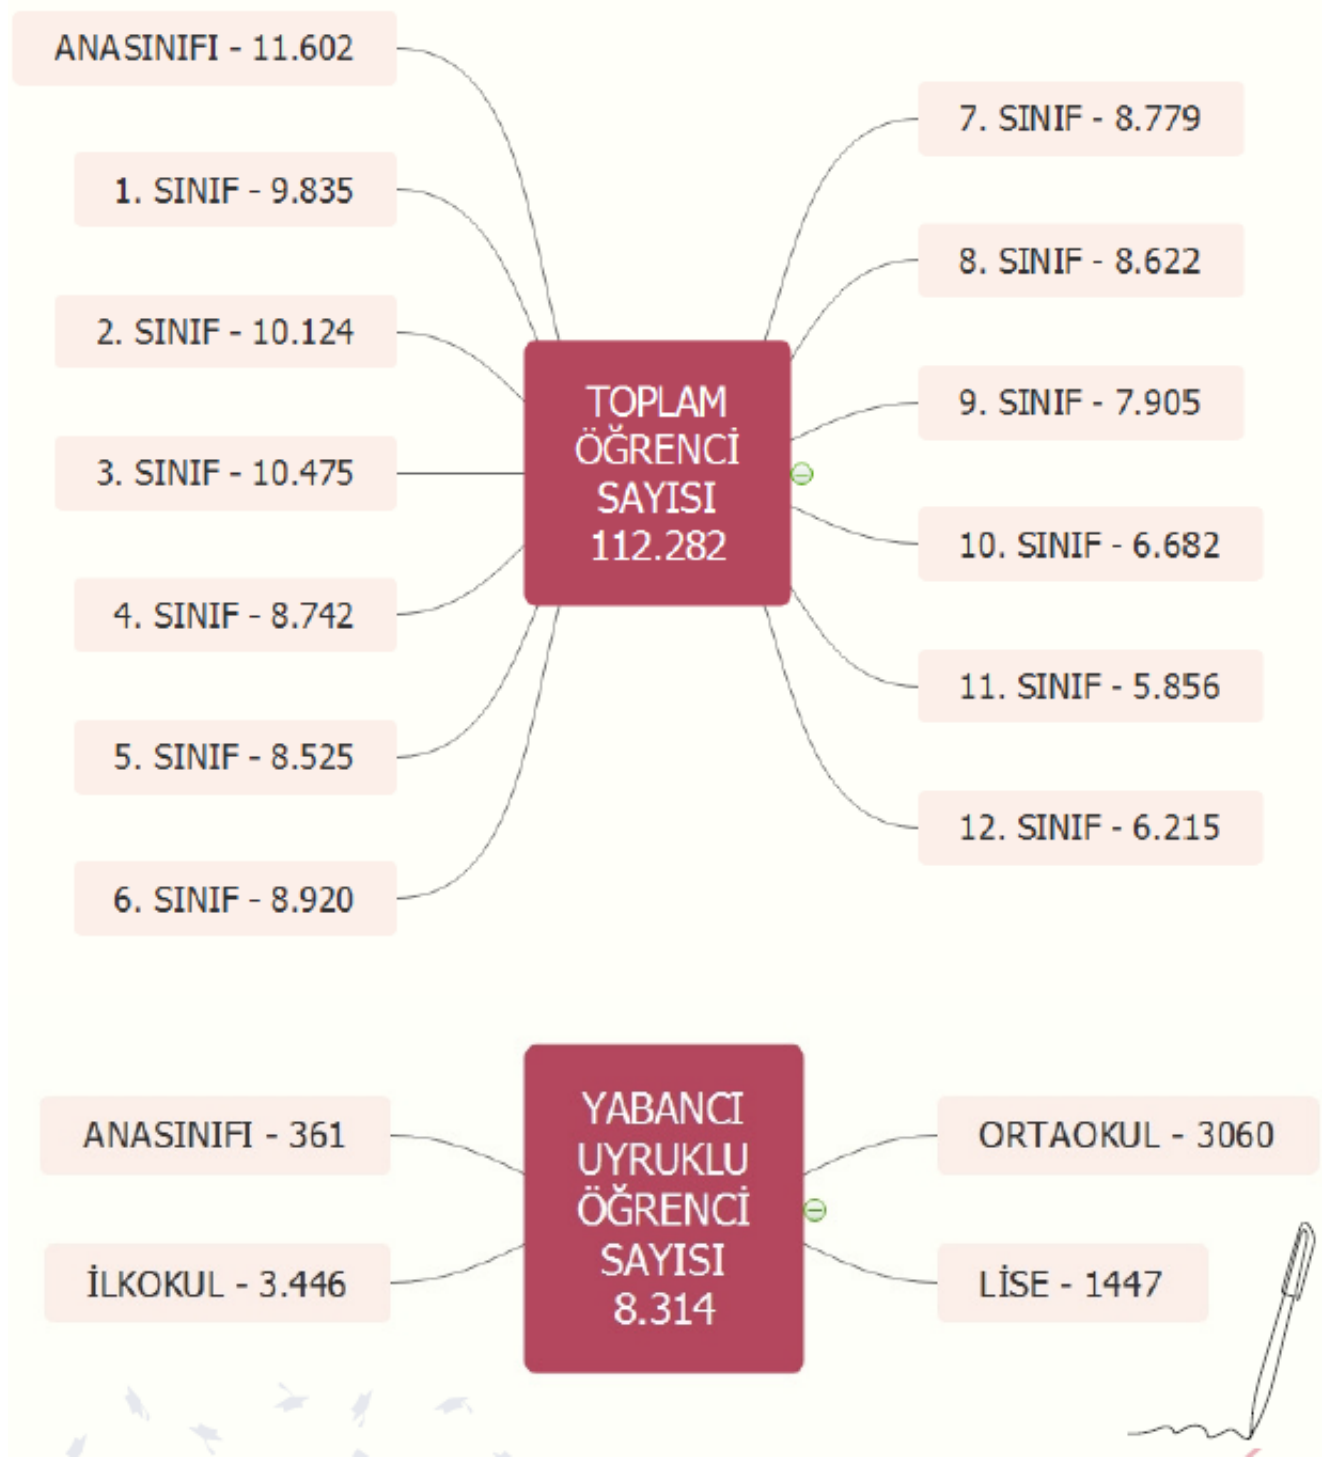 ANASINIFI - 11.602
1. SINIF - 9.835
2. SINIF - 10.124
3. SINIF - 10.475
4. SINIF - 8.742
5. SINIF - 8.525
6. SINIF - 8.920
TOPLAM
ÖĞRENCİ
SAYISI
112.282
7. SINIF - 8.779
8. SINIF - 8.622
9. SINIF - 7.905
10. SINIF - 6.682
11. SINIF - 5.856
12. SINIF - 6.215
ANASINIFI - 361
İLKOKUL - 3.446
YABANCI
UYRUKLU
ÖĞRENCİ
SAYISI
8.314
ORTAOKUL - 3060
LİSE - 1447